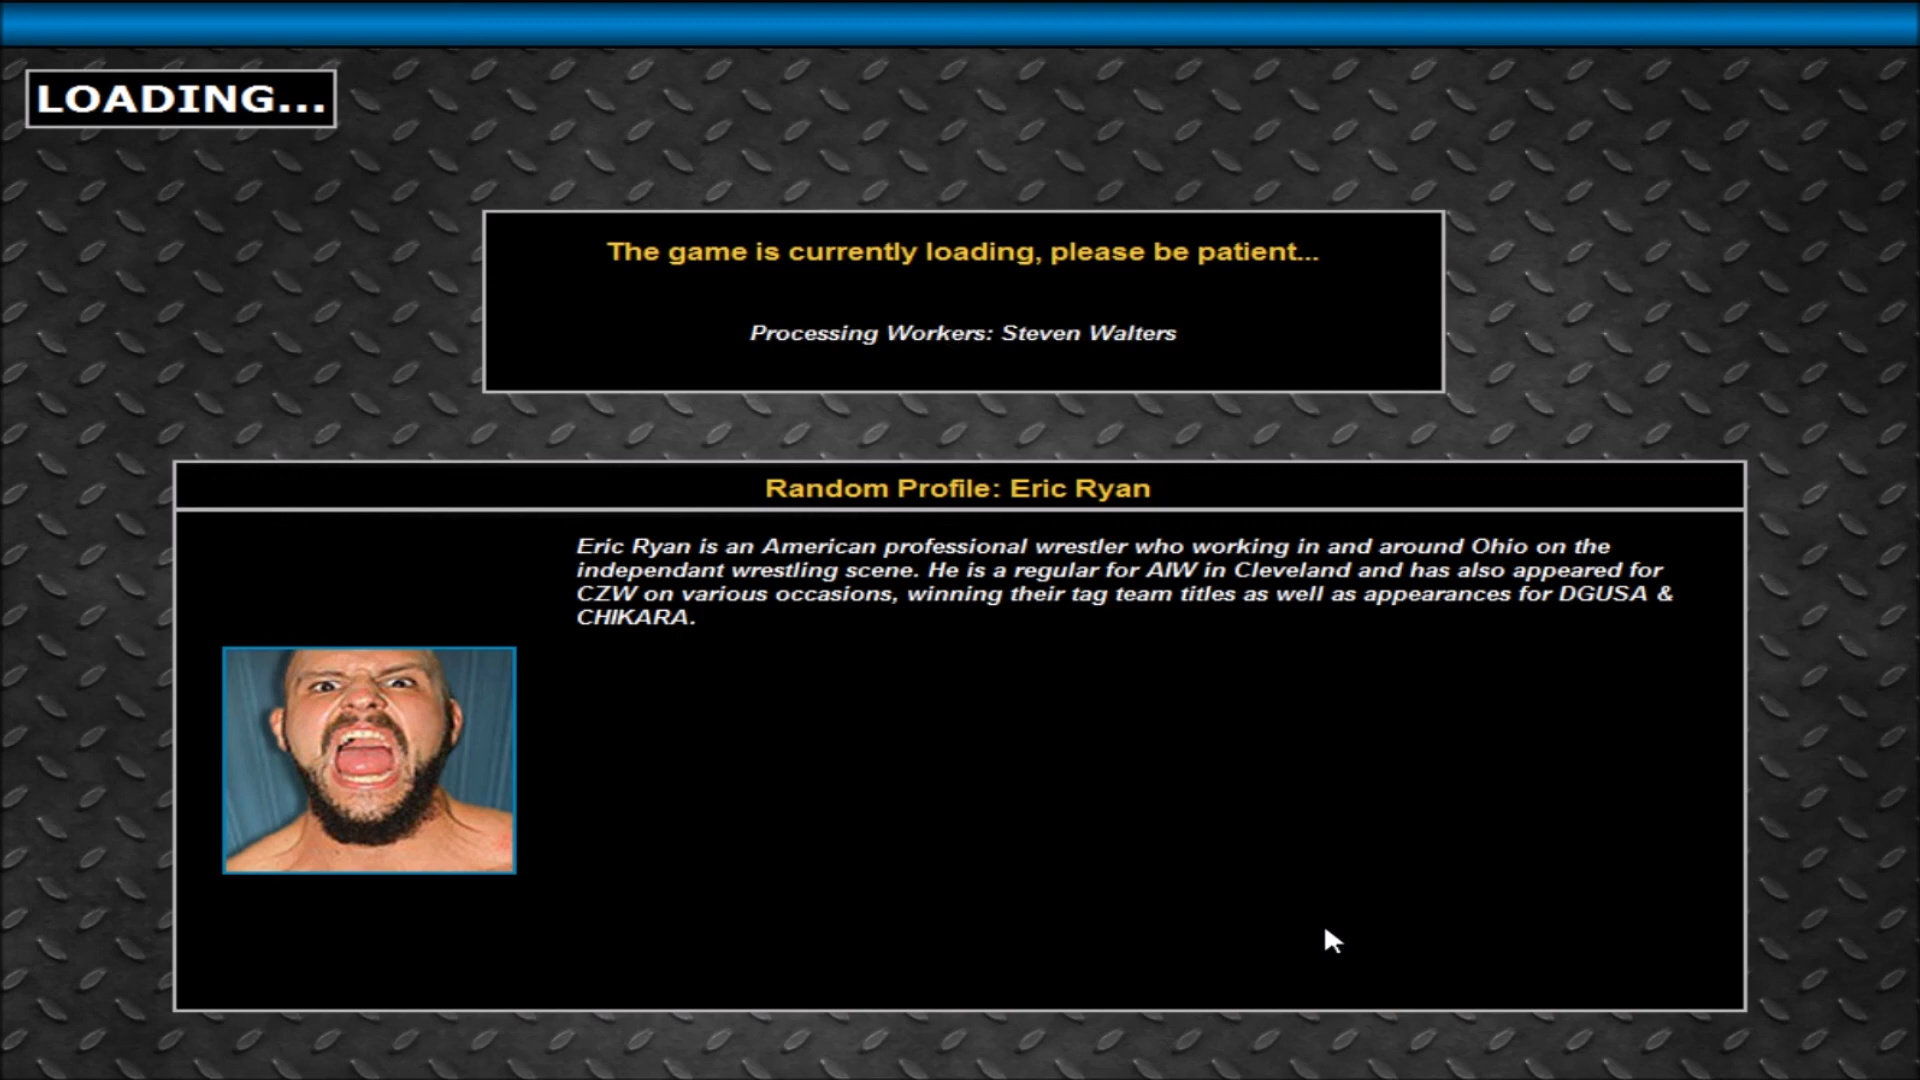 LOADING...
The game is currently loading, please be patient...
Processing Workers: Steven Walters
Random Profile: Eric Ryan
Eric Ryan is an American professional wrestler who working in and around Ohio on the
independant wrestling scene. He is a regular for AIW in Cleveland and has also appeared for
CZW on various occasions, winning their tag team titles as well as appearances for DGUSA &
CHIKARA.